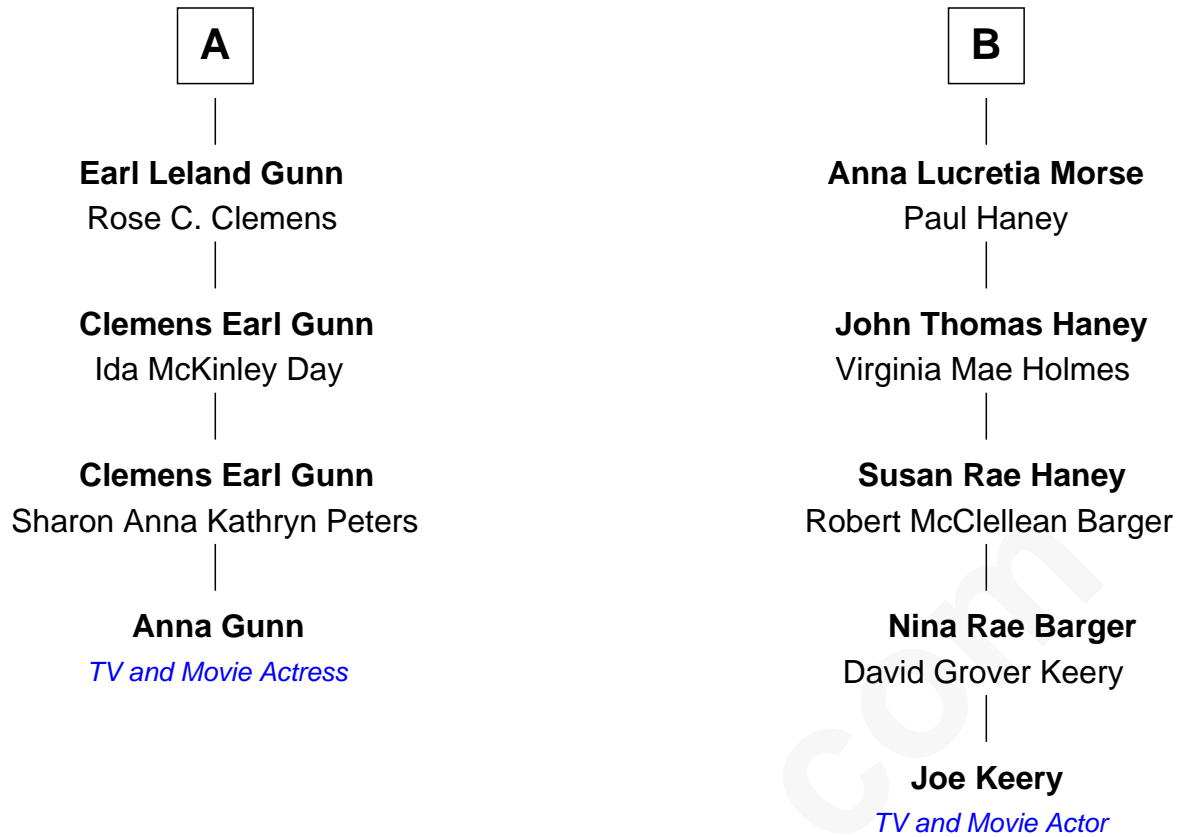 A
Earl Leland Gunn
Rose C. Clemens
Clemens Earl Gunn
Ida McKinley Day
Clemens Earl Gunn
Sharon Anna Kathryn Peters
Anna Gunn
TV and Movie Actress
B
Anna Lucretia Morse
Paul Haney
John Thomas Haney
Virginia Mae Holmes
Susan Rae Haney
Robert McClellean Barger
Nina Rae Barger
David Grover Keery
Joe Keery
TV and Movie Actor
com